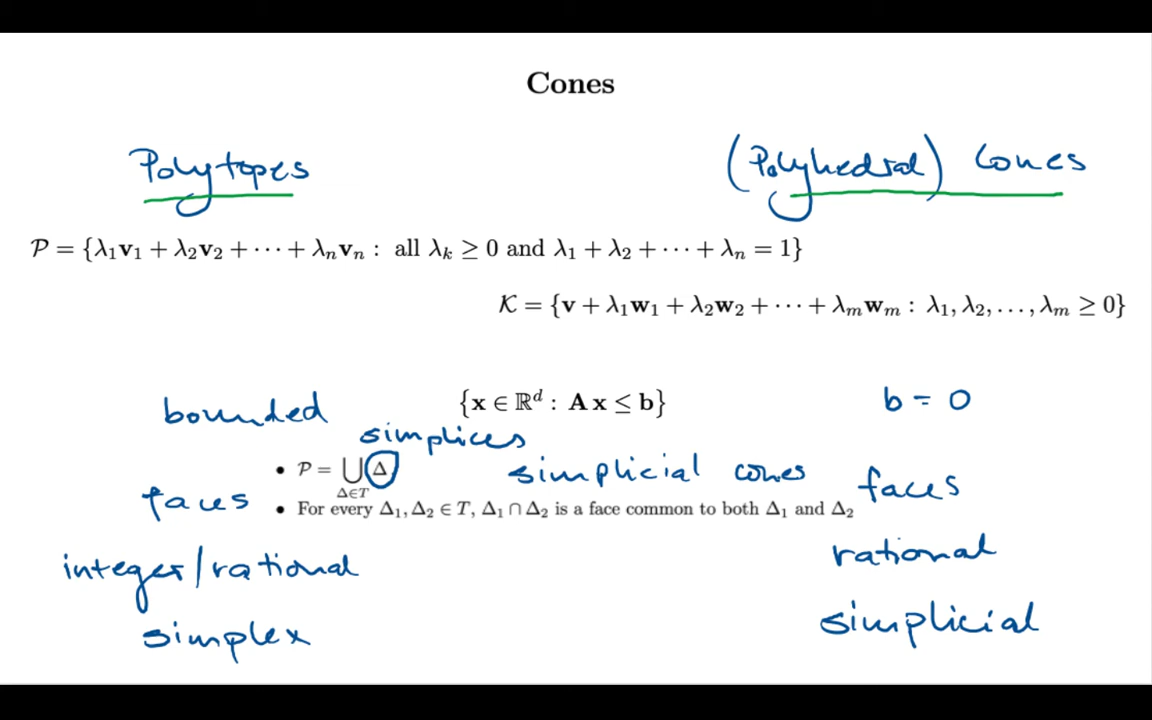 Cones
Polytopes
(Polyhedral) Cones
𝒫 = {λ₁v₁ + λ₂v₂ + ⋯ + λₙvₙ : all λₖ ≥ 0 and λ₁ + λ₂ + ⋯ + λₙ = 1}
𝒦 = {v + λ₁w₁ + λ₂w₂ + ⋯ + λₘwₘ : λ₁, λ₂, …, λₘ ≥ 0}
bounded {x ∈ ℝᵈ : A x ≤ b} b = 0
simplices
• 𝒫 = ⋃_{Δ∈T} Δ simplicial cones
faces faces
• For every Δ₁, Δ₂ ∈ T, Δ₁ ∩ Δ₂ is a face common to both Δ₁ and Δ₂
integer/rational rational
simplex simplicial